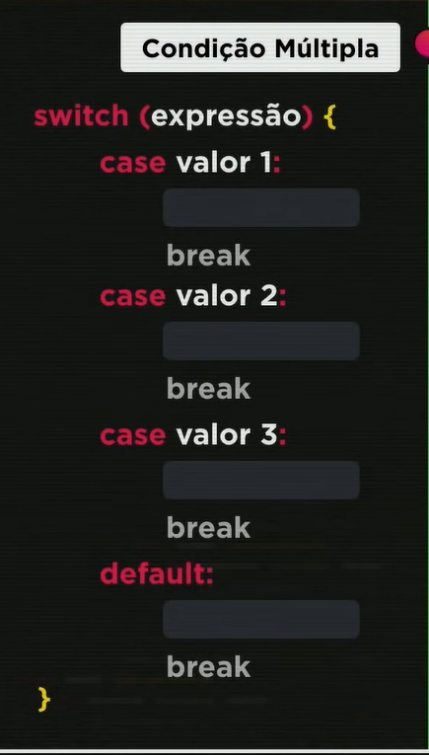 Condição Múltipla
switch (expressão) {
case valor 1:
break
case valor 2:
break
case valor 3:
break
default:
break
}